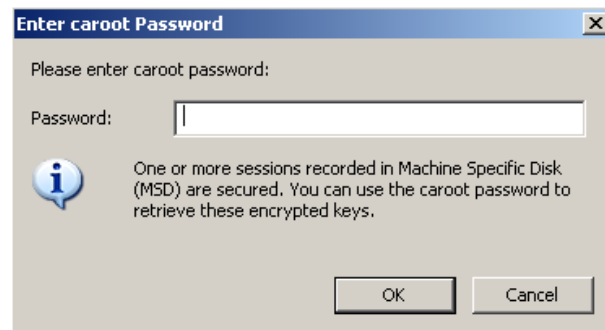 Enter caroot Password
Please enter caroot password:
Password:
One or more sessions recorded in Machine Specific Disk
(MSD) are secured. You can use the caroot password to
retrieve these encrypted keys.
OK Cancel